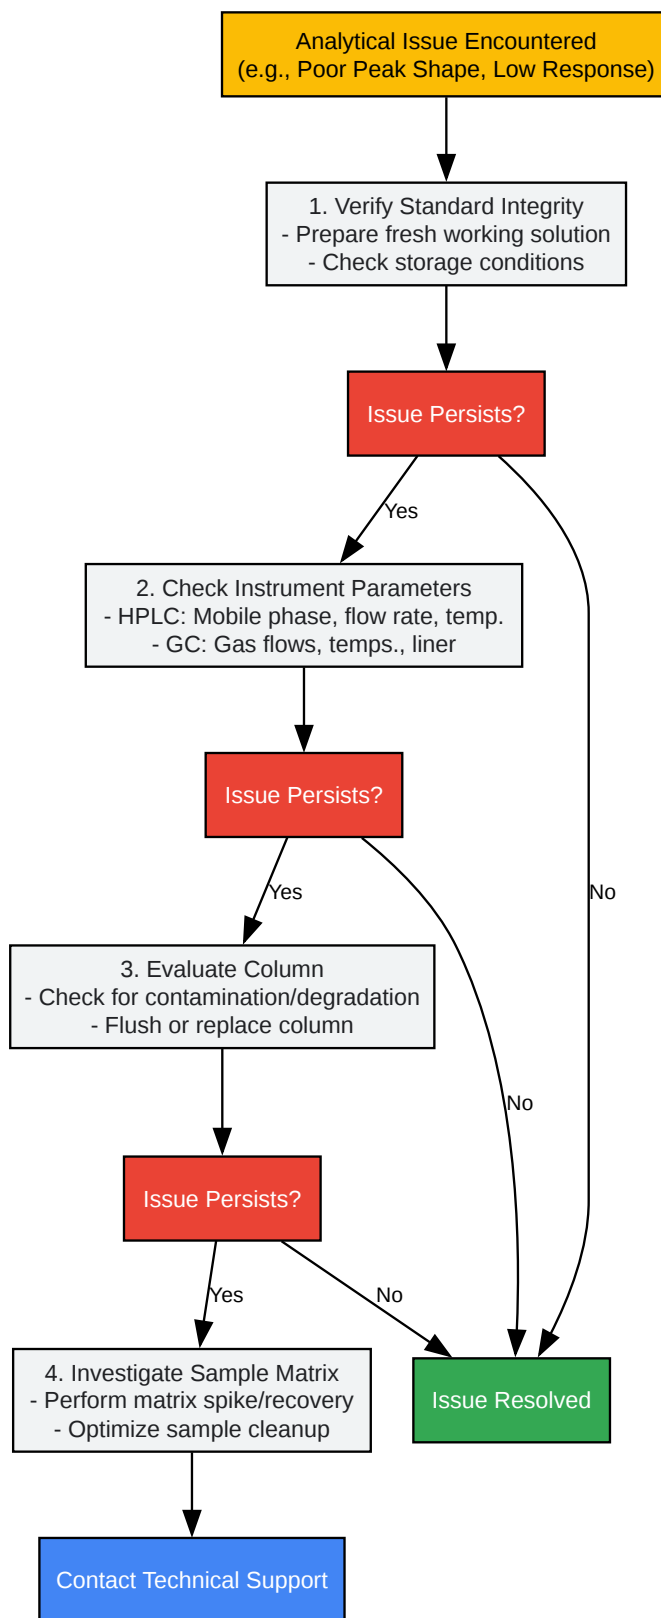 Analytical Issue Encountered
(e.g., Poor Peak Shape, Low Response)
1. Verify Standard Integrity
- Prepare fresh working solution
- Check storage conditions
Issue Persists?
Yes
2. Check Instrument Parameters
- HPLC: Mobile phase, flow rate, temp.
- GC: Gas flows, temps., liner
Issue Persists?
Yes
No
3. Evaluate Column
- Check for contamination/degradation
- Flush or replace column
No
Issue Persists?
Yes
No
4. Investigate Sample Matrix
- Perform matrix spike/recovery
- Optimize sample cleanup
Issue Resolved
Contact Technical Support